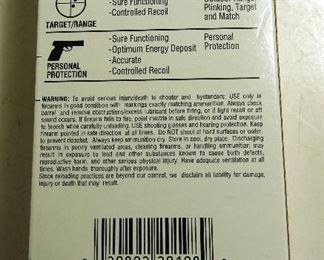 -Sure Functioning
-Controlled Recoil
Plinking, Target
and Match
TARGET/RANGE
-Sure Functioning
-Optimum Energy Deposit
-Accurate
-Controlled Recoil
Personal
Protection
PERSONAL
PROTECTION
WARNING: To avoid serious injury/death to shooter and bystanders: USE only in
firearms in good condition with markings exactly matching ammunition. Always check
barrel and remove obstructions/excess lubricant before firing, or if light recoil or off
sound occurs. If firearm fails to fire, point muzzle in safe direction and avoid exposure
to breech while carefully unloading. USE shooting glasses and hearing protection. Keep
firearm pointed in safe direction at all times. Do NOT shoot at hard surfaces or water,
to prevent ricochet. Always keep ammunition dry. Store in cool, dry place. Discharging
firearms in poorly ventilated areas, cleaning firearms, or handling ammunition may
result in exposure to lead and other substances known to cause birth defects,
reproductive harm, and other serious physical injury. Have adequate ventilation at all
times. Wash hands thoroughly after exposure.
Since reloading practices are beyond our control, we disclaim all liability for damage,
injury or death that may result.